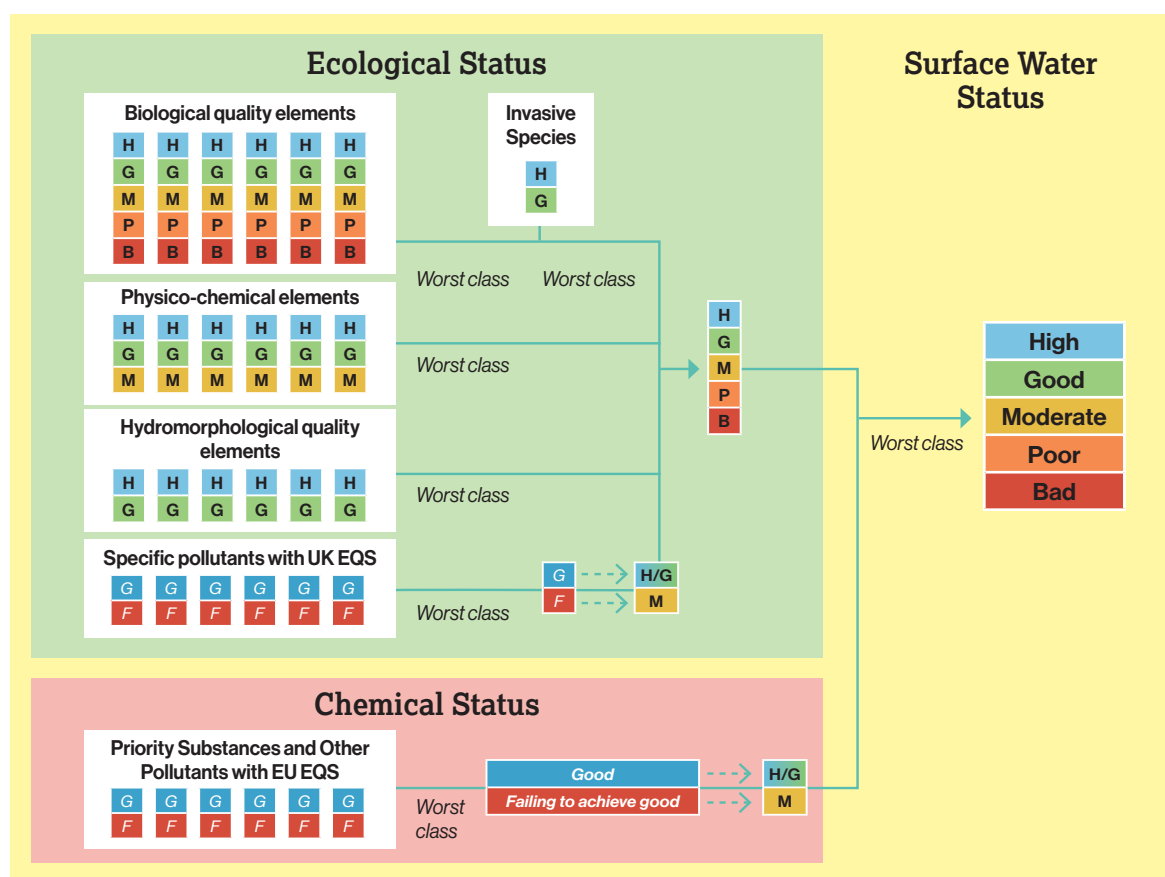 Ecological Status
Surface Water
Status
Biological quality elements
H H H H H H
G G G G G G
M M M M M M
P P P P P P
B B B B B B
Invasive
Species
H
G
Worst class
Worst class
Physico-chemical elements
H H H H H H
G G G G G G
M M M M M M
Worst class
Hydromorphological quality
elements
H H H H H H
G G G G G G
Worst class
Specific pollutants with UK EQS
G G G G G G
F F F F F F
Worst class
G
F
H/G
M
H
G
M
P
B
Worst class
High
Good
Moderate
Poor
Bad
Chemical Status
Priority Substances and Other
Pollutants with EU EQS
G G G G G G
F F F F F F
Worst
class
Good
Failing to achieve good
H/G
M